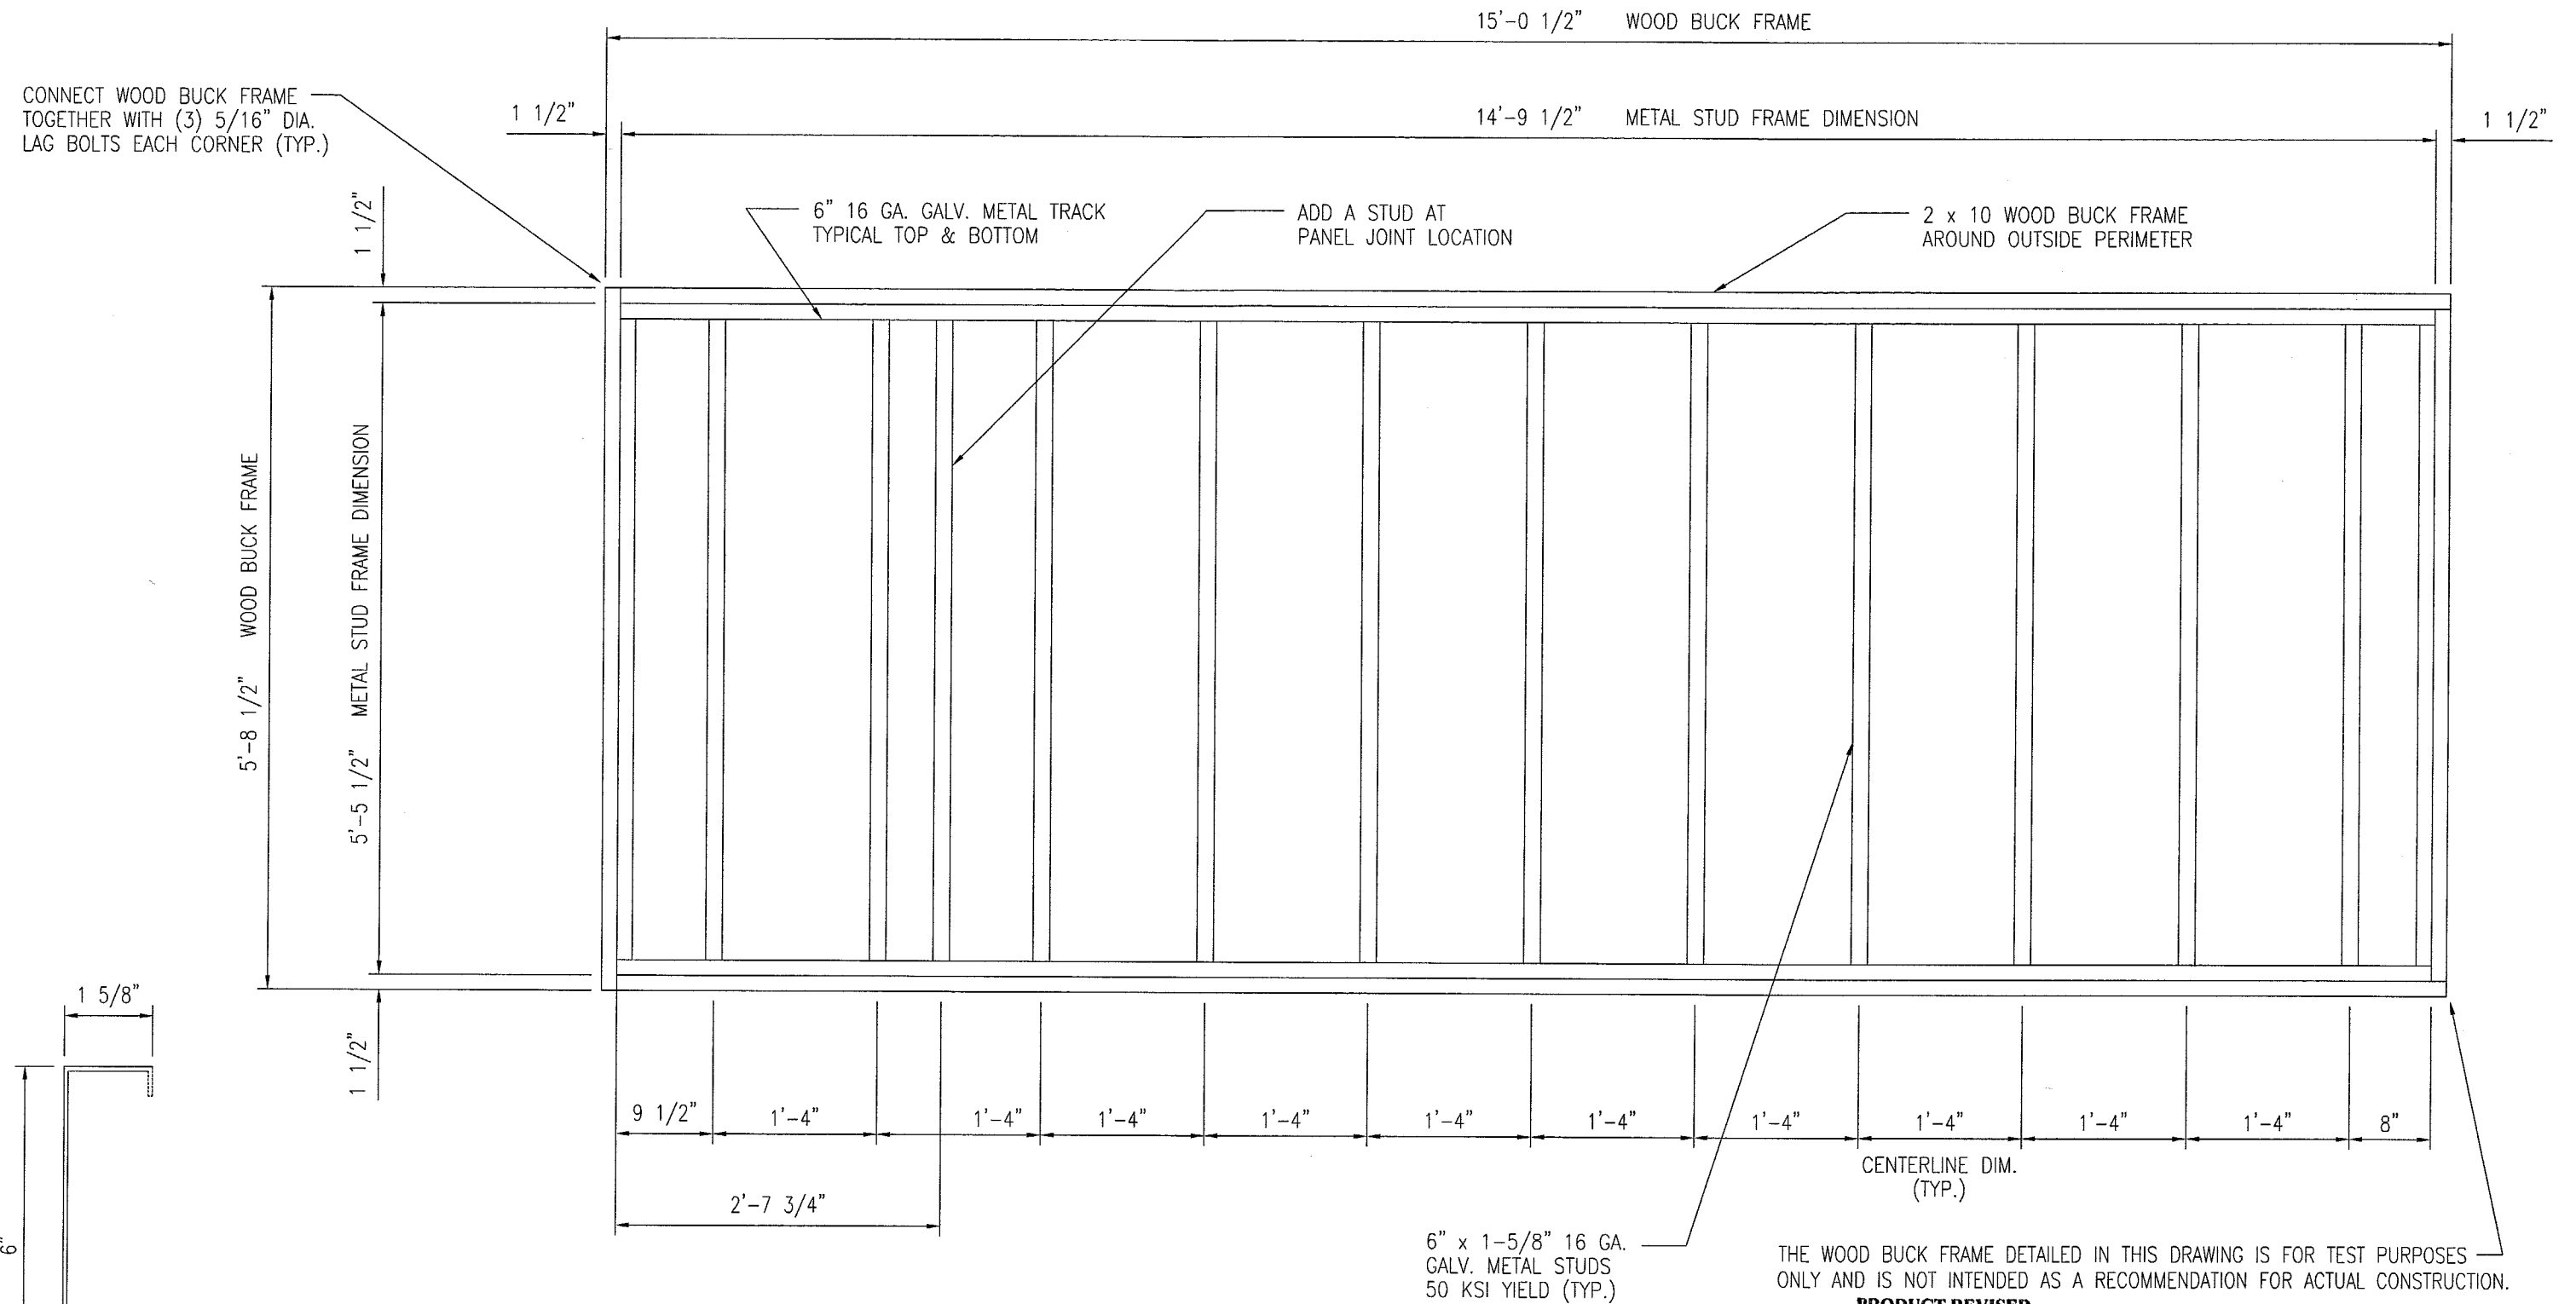 15'-0 1/2" WOOD BUCK FRAME
CONNECT WOOD BUCK FRAME
TOGETHER WITH (3) 5/16" DIA.
LAG BOLTS EACH CORNER (TYP.)
1 1/2"
14'-9 1/2" METAL STUD FRAME DIMENSION
1 1/2"
1 1/2"
6" 16 GA. GALV. METAL TRACK
TYPICAL TOP & BOTTOM
ADD A STUD AT
PANEL JOINT LOCATION
2 x 10 WOOD BUCK FRAME
AROUND OUTSIDE PERIMETER
5'-8 1/2" WOOD BUCK FRAME
5'-5 1/2" METAL STUD FRAME DIMENSION
1 5/8"
1 1/2"
6"
9 1/2"
1'-4"
1'-4"
1'-4"
1'-4"
1'-4"
1'-4"
1'-4"
1'-4"
1'-4"
1'-4"
8"
CENTERLINE DIM.
(TYP.)
2'-7 3/4"
6" x 1-5/8" 16 GA.
GALV. METAL STUDS
50 KSI YIELD (TYP.)
THE WOOD BUCK FRAME DETAILED IN THIS DRAWING IS FOR TEST PURPOSES
ONLY AND IS NOT INTENDED AS A RECOMMENDATION FOR ACTUAL CONSTRUCTION.
PRODUCT REVISED